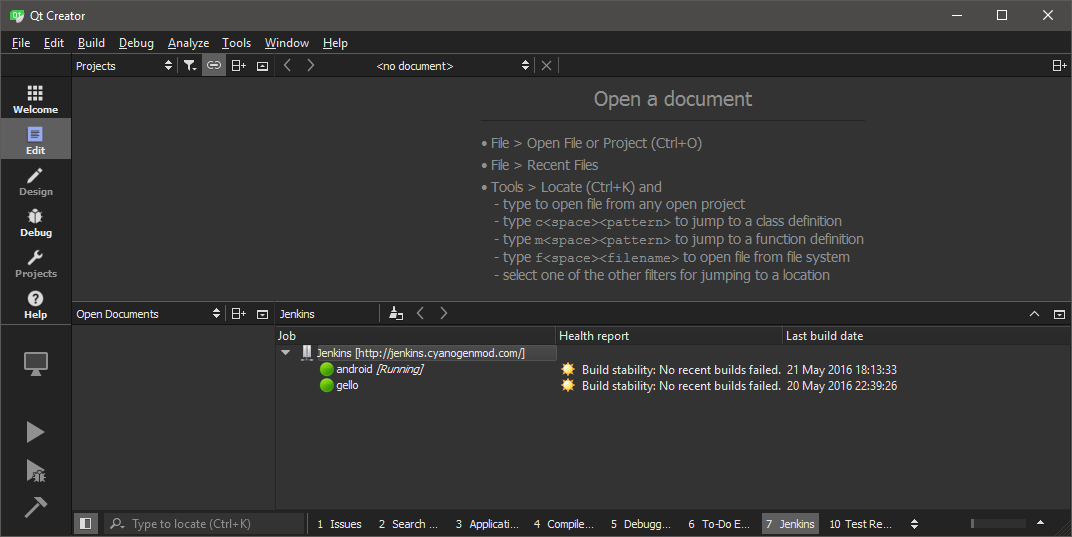 Qt Creator
File Edit Build Debug Analyze Tools Window Help
Projects <no document>
Welcome
Edit
Design
Debug
Projects
Help
Open a document
• File > Open File or Project (Ctrl+O)
• File > Recent Files
• Tools > Locate (Ctrl+K) and
- type to open file from any open project
- type c<space><pattern> to jump to a class definition
- type m<space><pattern> to jump to a function definition
- type f<space><filename> to open file from file system
- select one of the other filters for jumping to a location
Open Documents
Jenkins
Job Health report Last build date
Jenkins [http://jenkins.cyanogenmod.com/]
android [Running] Build stability: No recent builds failed. 21 May 2016 18:13:33
gello Build stability: No recent builds failed. 20 May 2016 22:39:26
Type to locate (Ctrl+K) 1 Issues 2 Search ... 3 Applicati... 4 Compile... 5 Debugg... 6 To-Do E... 7 Jenkins 10 Test Re...